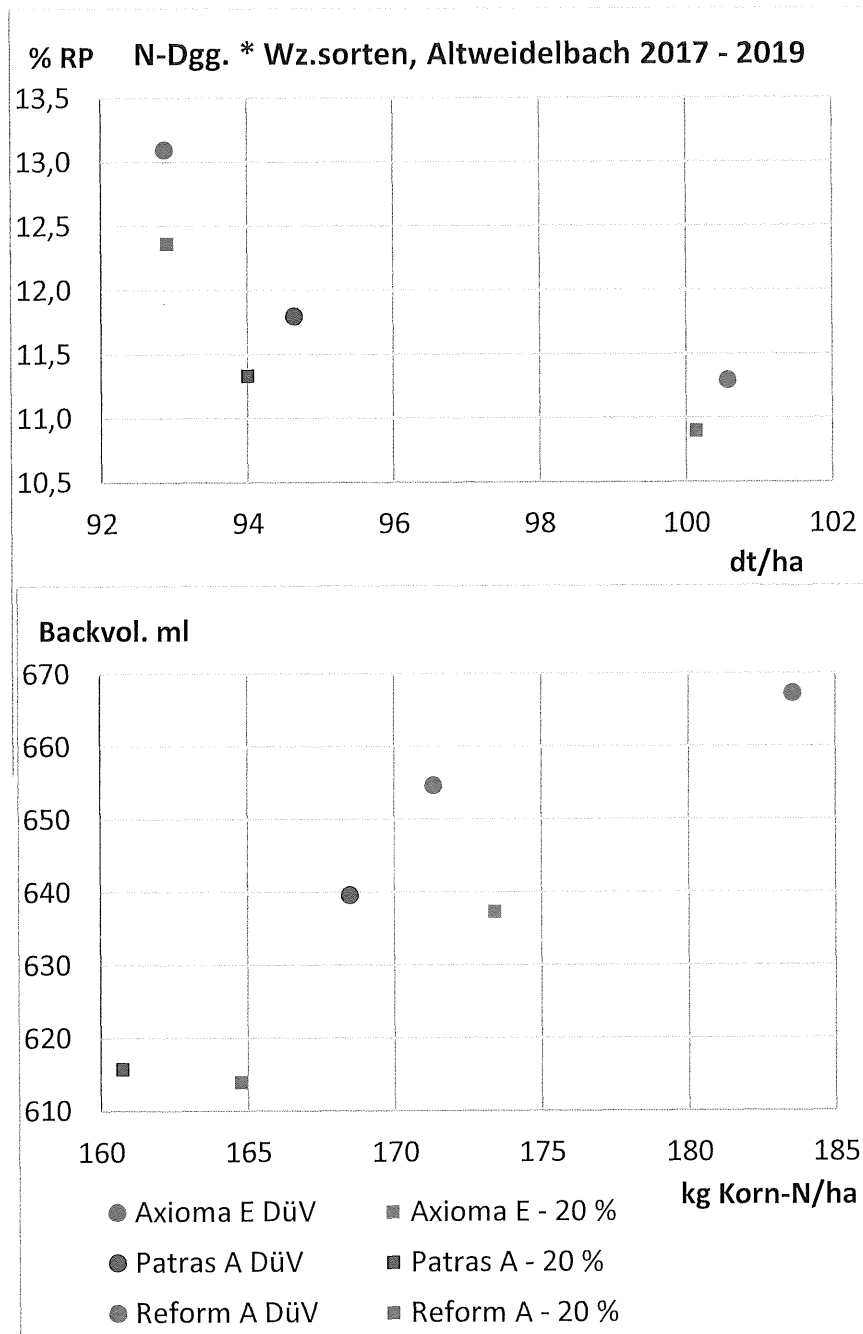 % RP N-Dgg. * Wz.sorten, Altweidelbach 2017 - 2019
13,5
13,0
12,5
12,0
11,5
11,0
10,5
92 94 96 98 100 102
dt/ha
Backvol. ml
670
660
650
640
630
620
610
160 165 170 175 180 185
kg Korn-N/ha
Axioma E DüV Axioma E - 20 %
Patras A DüV Patras A - 20 %
Reform A DüV Reform A - 20 %